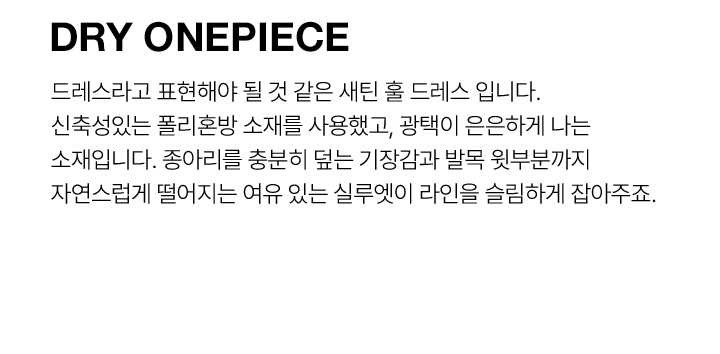 DRY ONEPIECE
드레스라고 표현해야 될 것 같은 새틴 훌 드레스 입니다.
신축성있는 폴리혼방 소재를 사용했고, 광택이 은은하게 나는
소재입니다. 종아리를 충분히 덮는 기장감과 발목 윗부분까지
자연스럽게 떨어지는 여유 있는 실루엣이 라인을 슬림하게 잡아주죠.